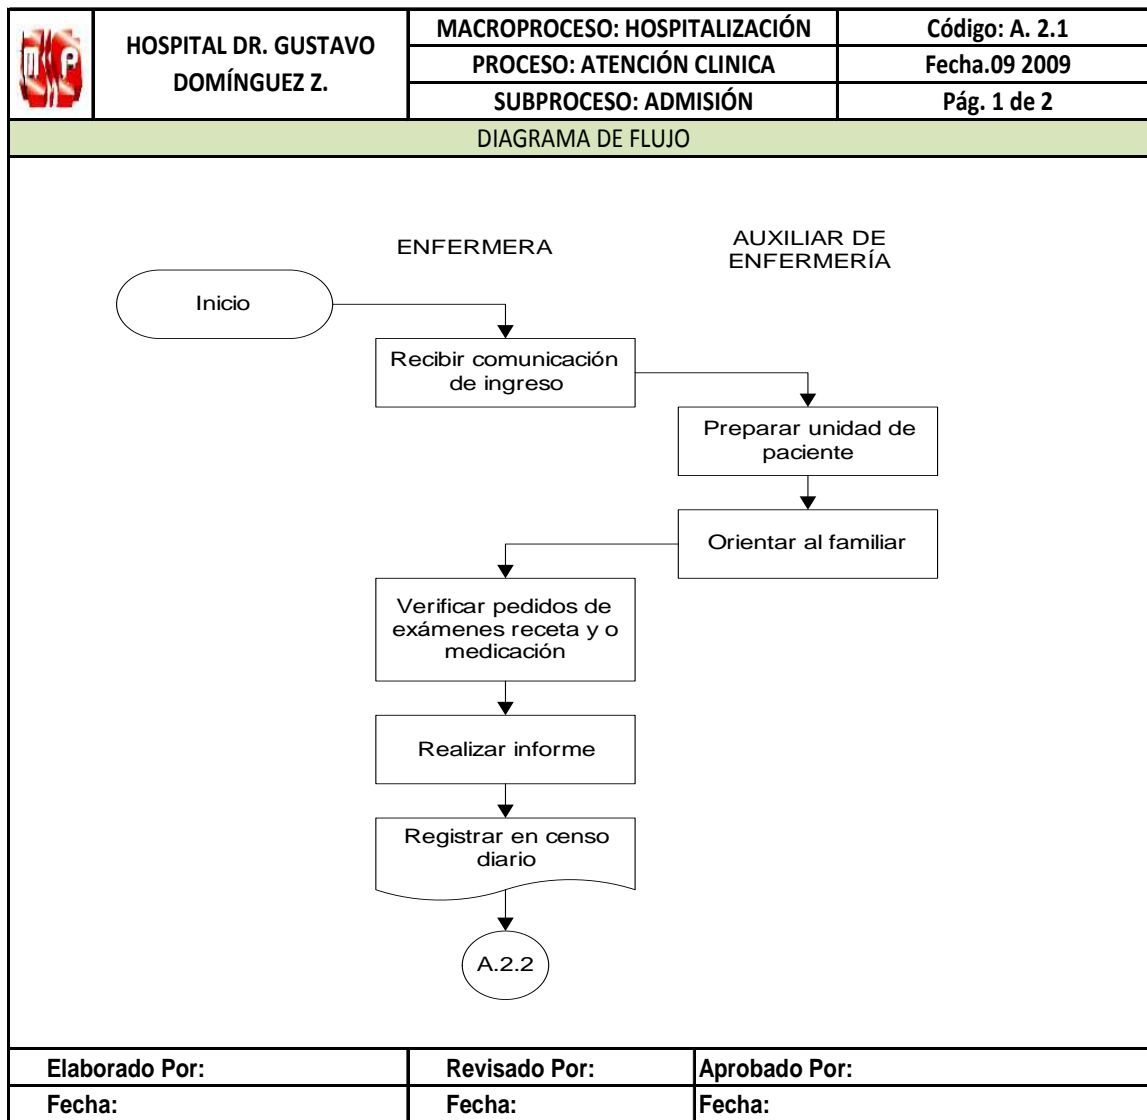 MSP
HOSPITAL DR. GUSTAVO
DOMÍNGUEZ Z.
MACROPROCESO: HOSPITALIZACIÓN
Código: A. 2.1
PROCESO: ATENCIÓN CLINICA
Fecha.09 2009
SUBPROCESO: ADMISIÓN
Pág. 1 de 2
DIAGRAMA DE FLUJO
ENFERMERA
AUXILIAR DE
ENFERMERÍA
Inicio
Recibir comunicación
de ingreso
Preparar unidad de
paciente
Orientar al familiar
Verificar pedidos de
exámenes receta y o
medicación
Realizar informe
Registrar en censo
diario
A.2.2
Elaborado Por:
Revisado Por:
Aprobado Por:
Fecha:
Fecha:
Fecha: